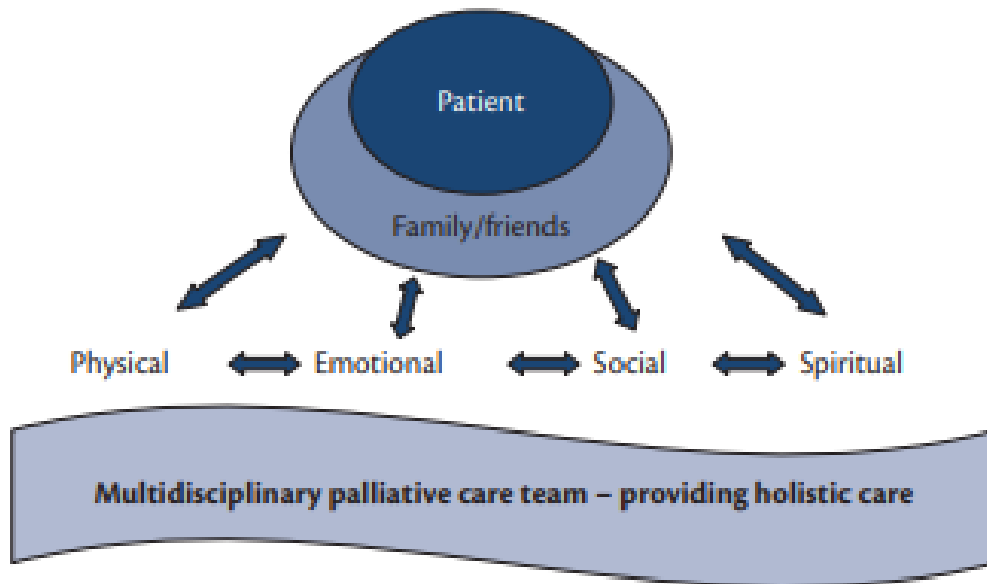 Patient
Family/friends
Physical Emotional Social Spiritual
Multidisciplinary palliative care team – providing holistic care